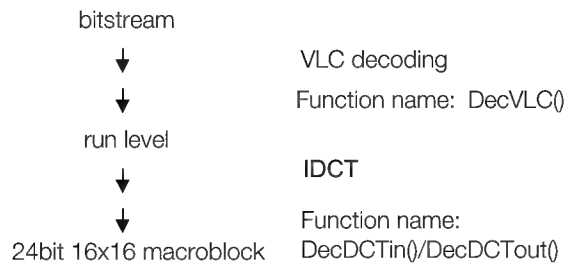 bitstream
VLC decoding
Function name: DecVLC()
run level
IDCT
Function name:
24bit 16x16 macroblock
DecDCTin()/DecDCTout()